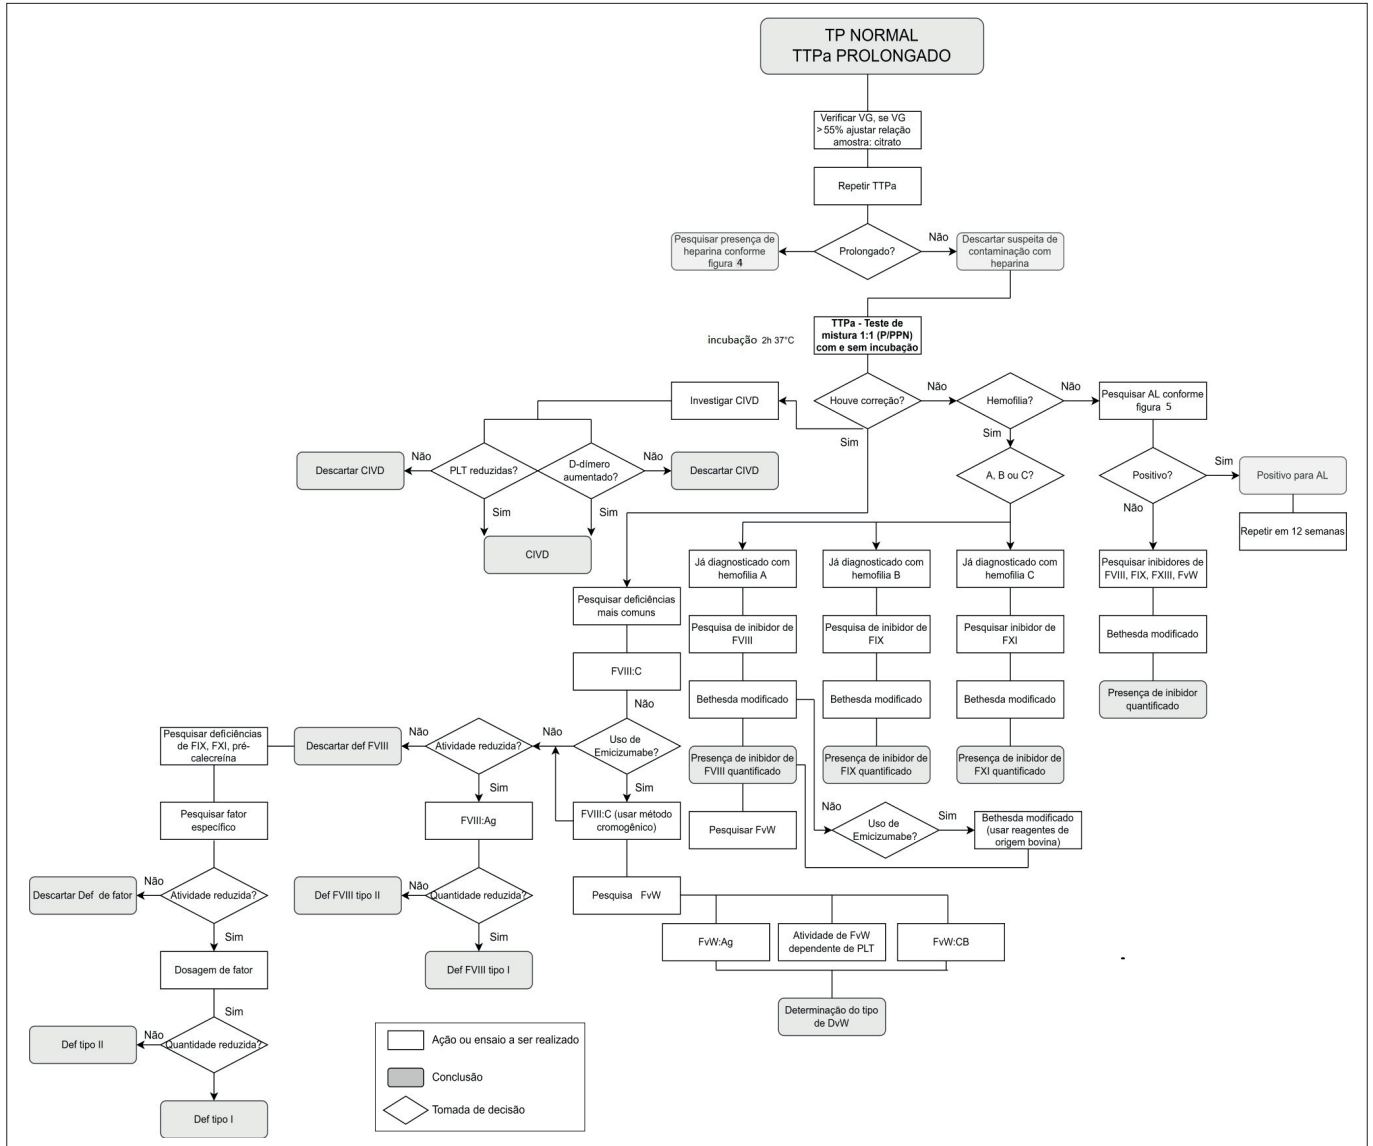 TP NORMAL
TTPa PROLONGADO
Verificar VG, se VG
>55% ajustar relação
amostra: citrato
Repetir TTPa
Pesquisar presença de
heparina conforme
figura 4
Prolongado?
Não
Descartar suspeita de
contaminação com
heparina
incubação 2h 37°C
TTPa - Teste de
mistura 1:1 (P/PPN)
com e sem incubação
Investigar CIVD
Houve correção?
Não
Hemofilia?
Não
Pesquisar AL conforme
figura 5
Sim
Sim
Descartar CIVD
Não
PLT reduzidas?
D-dímero
aumentado?
Não
Descartar CIVD
A, B ou C?
Positivo?
Sim
Positivo para AL
Sim
Sim
Não
CIVD
Repetir em 12 semanas
Já diagnosticado com
hemofilia A
Já diagnosticado com
hemofilia B
Já diagnosticado com
hemofilia C
Pesquisar inibidores de
FVIII, FIX, FXIII, FvW
Pesquisar deficiências
mais comuns
Pesquisa de inibidor de
FVIII
Pesquisa de inibidor de
FIX
Pesquisar inibidor de
FXI
Bethesda modificado
FVIII:C
Não
Bethesda modificado
Bethesda modificado
Bethesda modificado
Presença de inibidor
quantificado
Pesquisar deficiências
de FIX, FXI, pré-
calecreína
Descartar def FVIII
Não
Atividade reduzida?
Não
Uso de
Emicizumabe?
Presença de inibidor de
FVIII quantificado
Presença de inibidor de
FIX quantificado
Presença de inibidor de
FXI quantificado
Sim
Sim
Pesquisar fator
específico
FVIII:Ag
FVIII:C (usar método
cromogênico)
Pesquisar FvW
Não
Uso de
Emicizumabe?
Sim
Bethesda modificado
(usar reagentes de
origem bovina)
Descartar Def de fator
Não
Atividade reduzida?
Def FVIII tipo II
Não
Quantidade reduzida?
Pesquisa FvW
Sim
Sim
FvW:Ag
Atividade de FvW
dependente de PLT
FvW:CB
Dosagem de fator
Def FVIII tipo I
Sim
Determinação do tipo
de DvW
Def tipo II
Não
Quantidade reduzida?
Def tipo I
Ação ou ensaio a ser realizado
Conclusão
Tomada de decisão